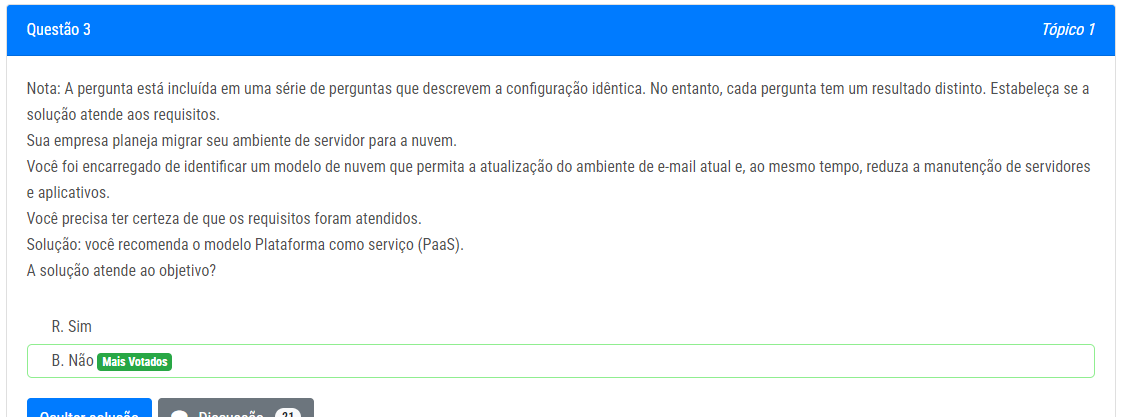 Questão 3
Tópico 1
Nota: A pergunta está incluída em uma série de perguntas que descrevem a configuração idêntica. No entanto, cada pergunta tem um resultado distinto. Estabeleça se a
solução atende aos requisitos.
Sua empresa planeja migrar seu ambiente de servidor para a nuvem.
Você foi encarregado de identificar um modelo de nuvem que permita a atualização do ambiente de e-mail atual e, ao mesmo tempo, reduza a manutenção de servidores
e aplicativos.
Você precisa ter certeza de que os requisitos foram atendidos.
Solução: você recomenda o modelo Plataforma como serviço (PaaS).
A solução atende ao objetivo?
R. Sim
B. Não Mais Votados
Ocultar solução
Discussão 21